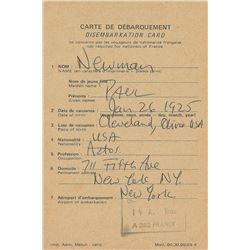 CARTE DE DÉBARQUEMENT
DISEMBARKATION CARD
ne concerne pas les voyageurs de nationalité française
not required for nationals of France
1 NOM Newman
NAME (en caractère d'imprimerie – please print)
Nom de jeune fille
Maiden name
Prénoms Paul
Given names
2 Date de naissance Jan 26 1925
Date of birth
3 Lieu de naissance Cleveland, Ohio USA
Place of birth
4 Nationalité USA
Nationality
5 Profession Actor
Occupation
6 Domicile 711 Fifth Ave
Permanent address
New York N.Y.
7 Aéroport d'embarquement New York
Airport of embarkation